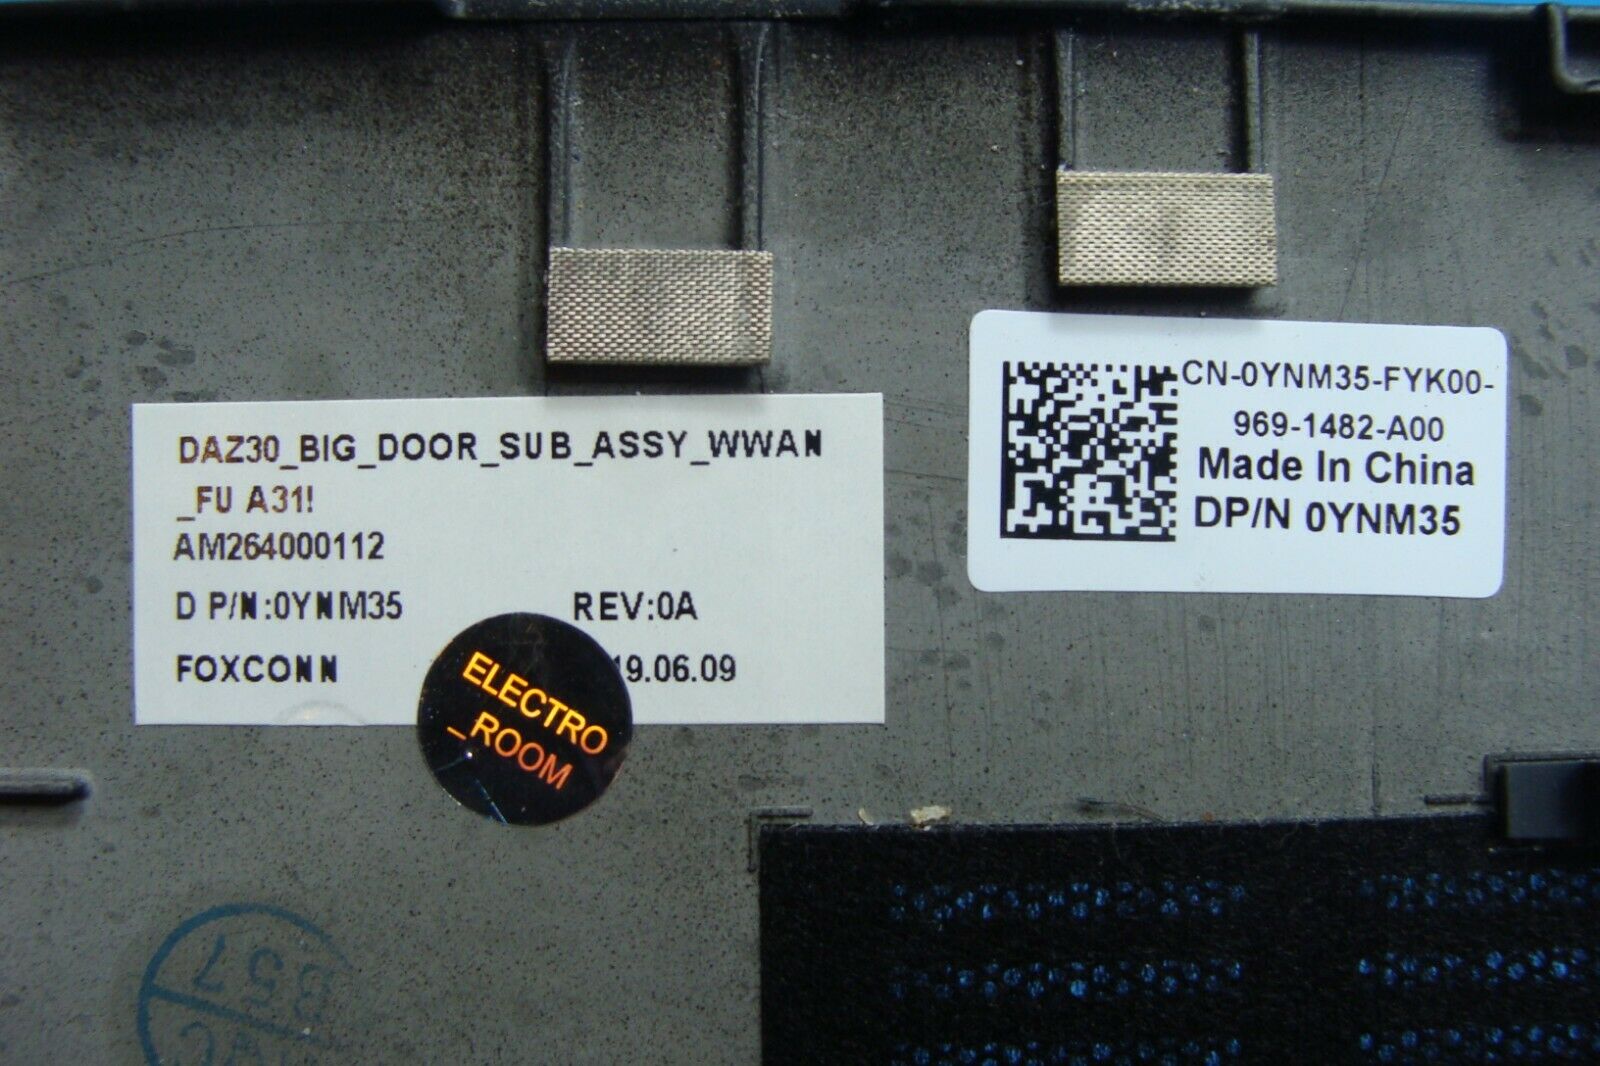 DAZ30_BIG_DOOR_SUB_ASSY_WWAN
_FU A31!
AM264000112
D P/N:0YNM35 REV:0A
FOXCONN 19.06.09
ELECTRO
_ROOM
CN-0YNM35-FYK00-
969-1482-A00
Made In China
DP/N 0YNM35
B57